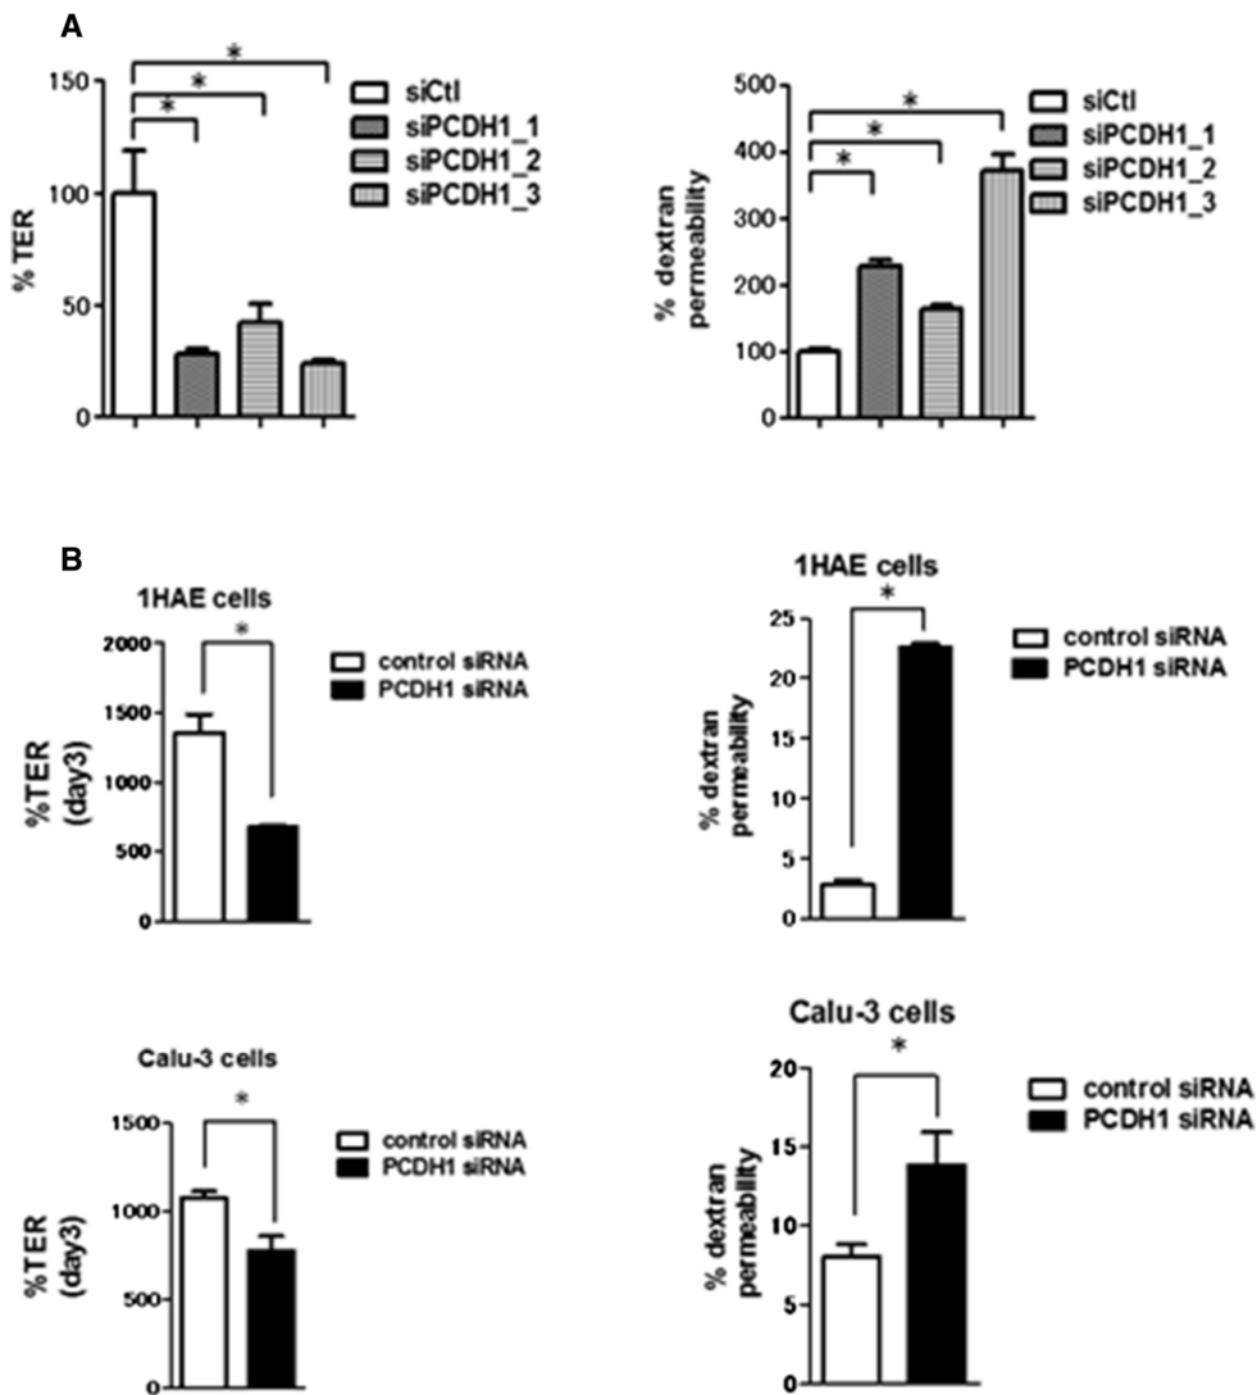 A
*
*
*
150
100
50
0
% TER
siCtl
siPCDH1_1
siPCDH1_2
siPCDH1_3
*
*
*
500
400
300
200
100
0
% dextran
permeability
siCtl
siPCDH1_1
siPCDH1_2
siPCDH1_3
B
1HAE cells
*
2000
1500
1000
500
0
%TER
(day3)
control siRNA
PCDH1 siRNA
1HAE cells
*
25
20
15
10
5
0
% dextran
permeability
control siRNA
PCDH1 siRNA
Calu-3 cells
*
1500
1000
500
0
%TER
(day3)
control siRNA
PCDH1 siRNA
Calu-3 cells
*
20
15
10
5
0
% dextran
permeability
control siRNA
PCDH1 siRNA